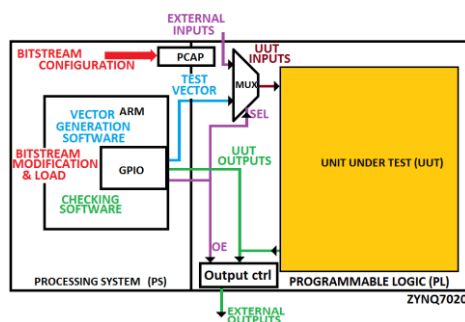 EXTERNAL
INPUTS
BITSTREAM
CONFIGURATION
PCAP
UUT
INPUTS
TEST
VECTOR
MUX
SEL
VECTOR
ARM
GENERATION
SOFTWARE
BITSTREAM
MODIFICATION
& LOAD
GPIO
UUT
OUTPUTS
UNIT UNDER TEST (UUT)
CHECKING
SOFTWARE
OE
Output ctrl
PROCESSING SYSTEM (PS)
PROGRAMMABLE LOGIC (PL)
ZYNQ7020
EXTERNAL
OUTPUTS